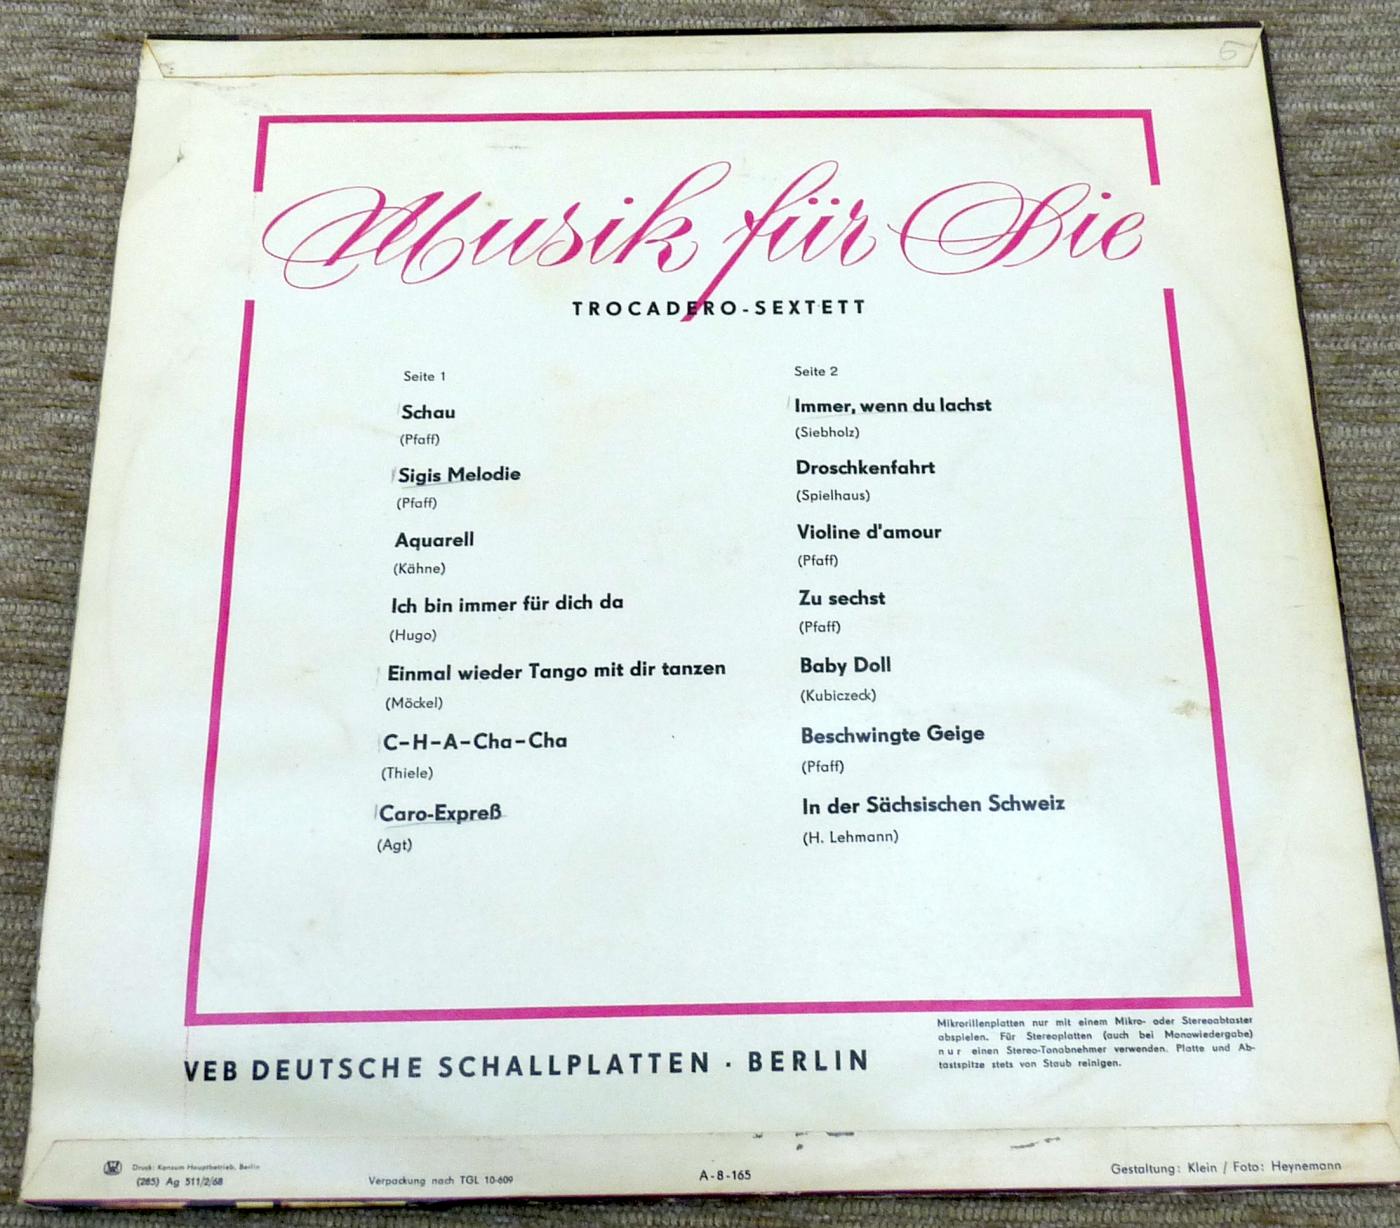 5
Musik für Sie
TROCADERO-SEXTETT
Seite 1
Schau
(Pfaff)
Sigis Melodie
(Pfaff)
Aquarell
(Kähne)
Ich bin immer für dich da
(Hugo)
Einmal wieder Tango mit dir tanzen
(Möckel)
C-H-A-Cha-Cha
(Thiele)
Caro-Expreß
(Agt)
Seite 2
Immer, wenn du lachst
(Siebholz)
Droschkenfahrt
(Spielhaus)
Violine d'amour
(Pfaff)
Zu sechst
(Pfaff)
Baby Doll
(Kubiczeck)
Beschwingte Geige
(Pfaff)
In der Sächsischen Schweiz
(H. Lehmann)
VEB DEUTSCHE SCHALLPLATTEN · BERLIN
Mikrorillenplatten nur mit einem Mikro- oder Stereoabtaster
abspielen. Für Stereoplatten (auch bei Monowiedergabe)
nur einen Stereo-Tonabnehmer verwenden. Platte und Ab-
tastspitze stets von Staub reinigen.
Druck: Konsum Hauptbetrieb, Berlin
(285) Ag 511/2/68
Verpackung nach TGL 10-609
A-8-165
Gestaltung: Klein / Foto: Heynemann